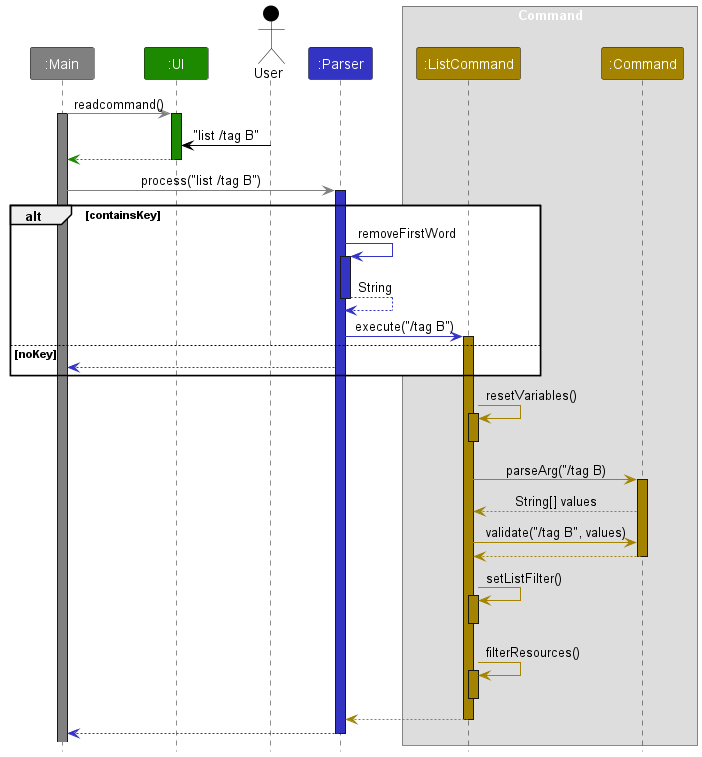 Command
:Main
:UI
User
:Parser
:ListCommand
:Command
readcommand()
"list /tag B"
process("list /tag B")
alt
[containsKey]
removeFirstWord
String
execute("/tag B")
[noKey]
resetVariables()
parseArg("/tag B)
String[] values
validate("/tag B", values)
setListFilter()
filterResources()